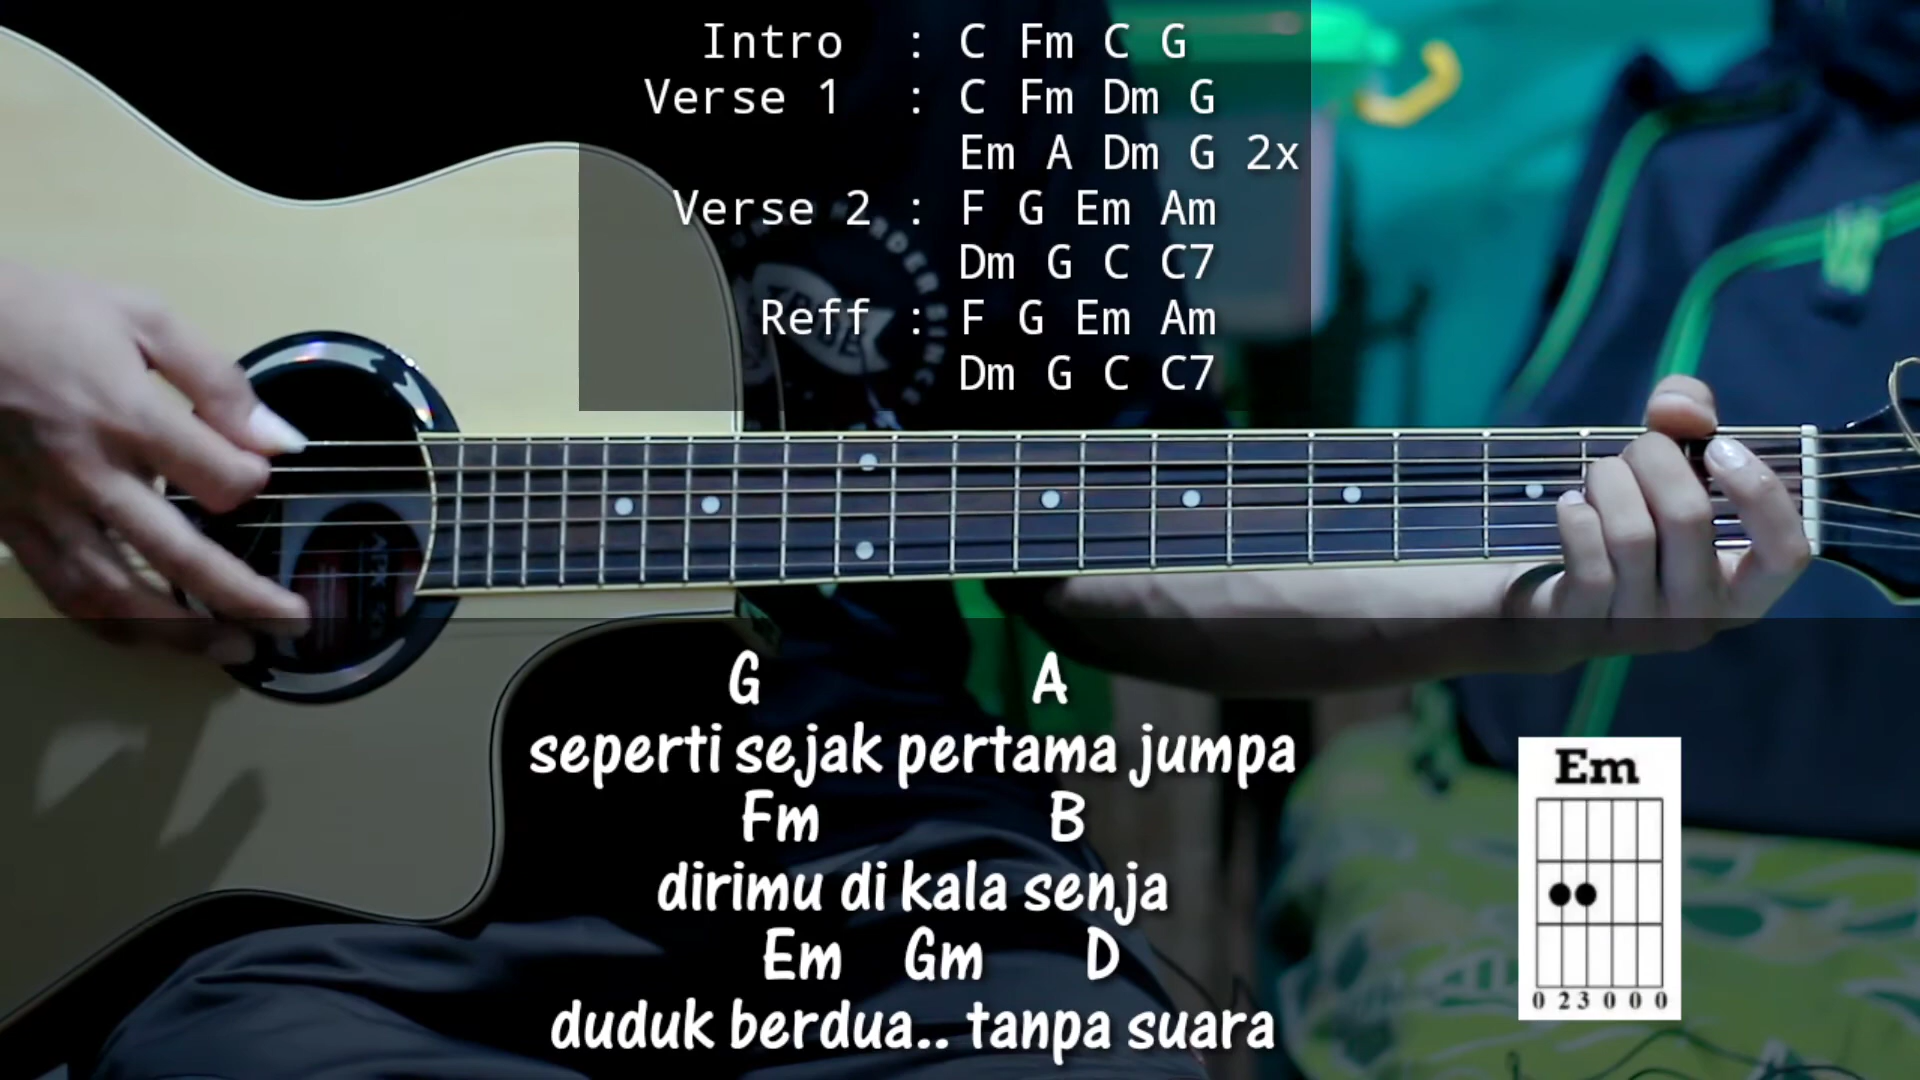 Intro : C Fm C G
Verse 1 : C Fm Dm G
Em A Dm G 2x
Verse 2 : F G Em Am
Dm G C C7
Reff : F G Em Am
Dm G C C7
G A
seperti sejak pertama jumpa
Fm B
dirimu di kala senja
Em Gm D
duduk berdua.. tanpa suara
Em
0 2 3 0 0 0